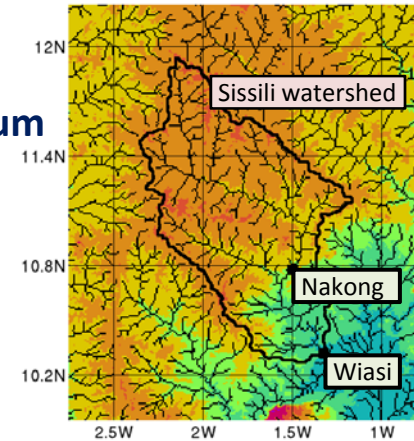 12N
Sissili watershed
um
11.4N
10.8N
Nakong
10.2N
Wiasi
2.5W 2W 1.5W 1W